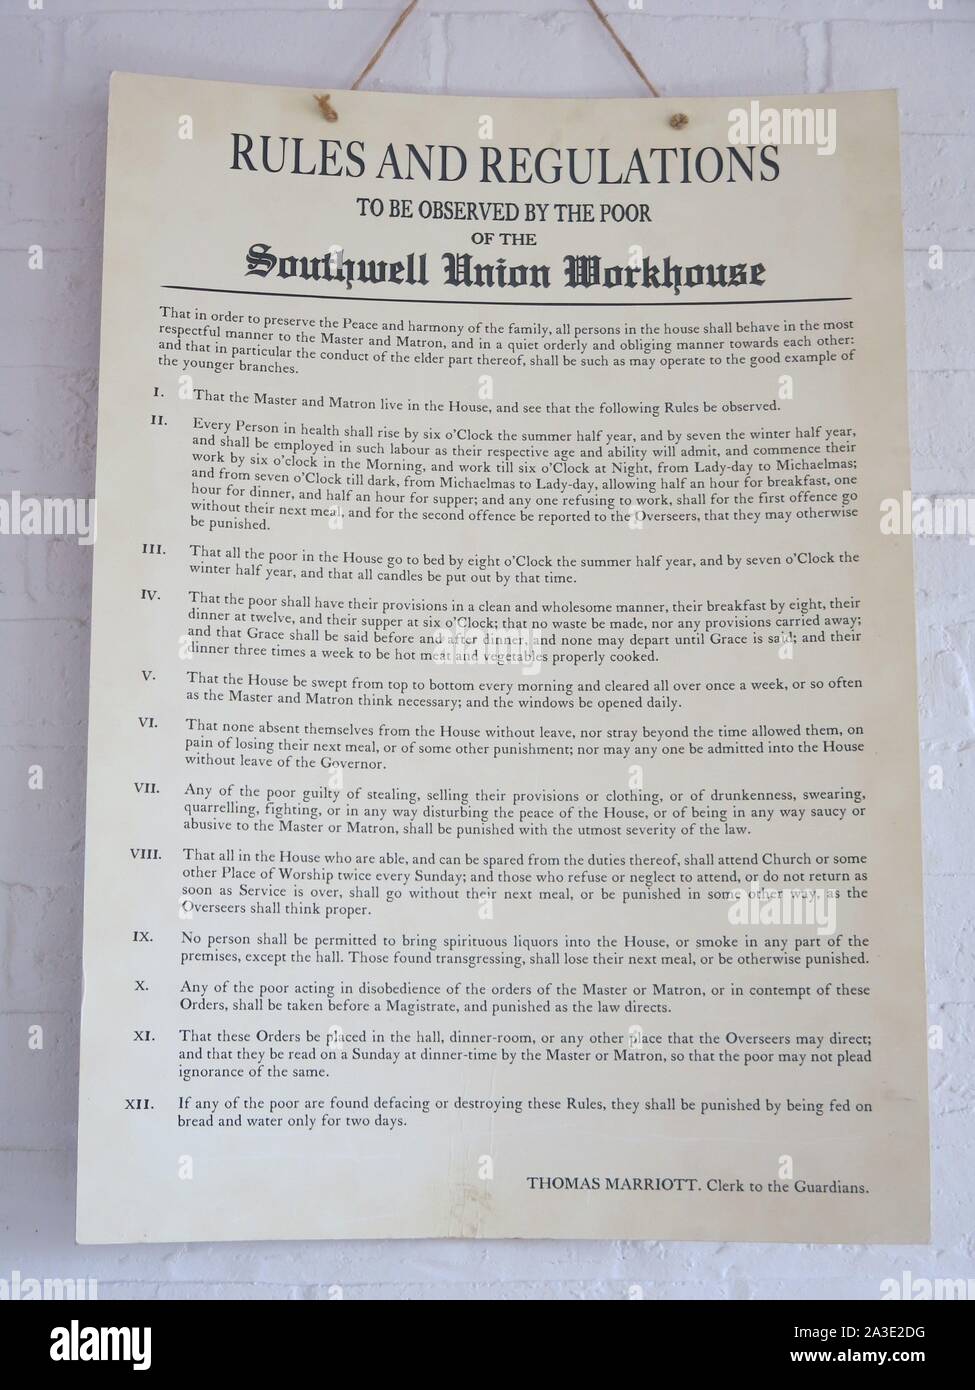 RULES AND REGULATIONS
TO BE OBSERVED BY THE POOR
OF THE
Southwell Union Workhouse
That in order to preserve the Peace and harmony of the family, all persons in the house shall behave in the most
respectful manner to the Master and Matron, and in a quiet orderly and obliging manner towards each other:
and that in particular the conduct of the elder part thereof, shall be such as may operate to the good example of
the younger branches.
I. That the Master and Matron live in the House, and see that the following Rules be observed.
II. Every Person in health shall rise by six o'Clock the summer half year, and by seven the winter half year,
and shall be employed in such labour as their respective age and ability will admit, and commence their
work by six o'clock in the Morning, and work till six o'Clock at Night, from Lady-day to Michaelmas;
and from seven o'Clock till dark, from Michaelmas to Lady-day, allowing half an hour for breakfast, one
hour for dinner, and half an hour for supper; and any one refusing to work, shall for the first offence go
without their next meal, and for the second offence be reported to the Overseers, that they may otherwise
be punished.
III. That all the poor in the House go to bed by eight o'Clock the summer half year, and by seven o'Clock the
winter half year, and that all candles be put out by that time.
IV. That the poor shall have their provisions in a clean and wholesome manner, their breakfast by eight, their
dinner at twelve, and their supper at six o'Clock; that no waste be made, nor any provisions carried away;
and that Grace shall be said before and after dinner, and none may depart until Grace is said; and their
dinner three times a week to be hot meat and vegetables properly cooked.
V. That the House be swept from top to bottom every morning and cleared all over once a week, or so often
as the Master and Matron think necessary; and the windows be opened daily.
VI. That none absent themselves from the House without leave, nor stray beyond the time allowed them, on
pain of losing their next meal, or of some other punishment; nor may any one be admitted into the House
without leave of the Governor.
VII. Any of the poor guilty of stealing, selling their provisions or clothing, or of drunkenness, swearing,
quarrelling, fighting, or in any way disturbing the peace of the House, or of being in any way saucy or
abusive to the Master or Matron, shall be punished with the utmost severity of the law.
VIII. That all in the House who are able, and can be spared from the duties thereof, shall attend Church or some
other Place of Worship twice every Sunday; and those who refuse or neglect to attend, or do not return as
soon as Service is over, shall go without their next meal, or be punished in some other way, as the
Overseers shall think proper.
IX. No person shall be permitted to bring spirituous liquors into the House, or smoke in any part of the
premises, except the hall. Those found transgressing, shall lose their next meal, or be otherwise punished.
X. Any of the poor acting in disobedience of the orders of the Master or Matron, or in contempt of these
Orders, shall be taken before a Magistrate, and punished as the law directs.
XI. That these Orders be placed in the hall, dinner-room, or any other place that the Overseers may direct;
and that they be read on a Sunday at dinner-time by the Master or Matron, so that the poor may not plead
ignorance of the same.
XII. If any of the poor are found defacing or destroying these Rules, they shall be punished by being fed on
bread and water only for two days.
THOMAS MARRIOTT. Clerk to the Guardians.
alamy
alamy
alamy
alamy
alamy
alamy
alamy
alamy
alamy
Image ID: 2A3E2DG
www.alamy.com